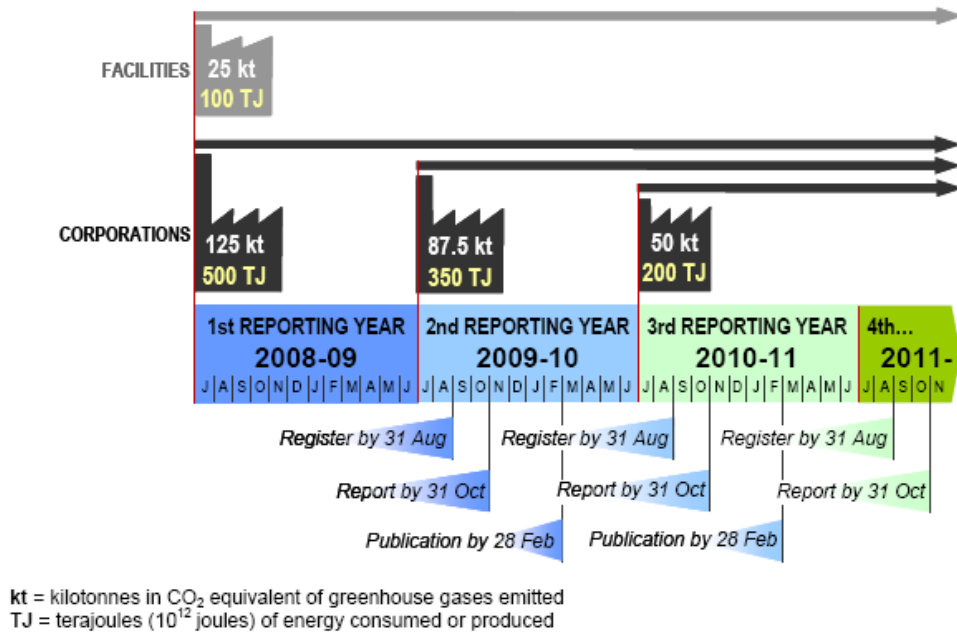 FACILITIES
25 kt
100 TJ
CORPORATIONS
125 kt
500 TJ
87.5 kt
350 TJ
50 kt
200 TJ
1st REPORTING YEAR
2008-09
2nd REPORTING YEAR
2009-10
3rd REPORTING YEAR
2010-11
4th...
2011-
J A S O N D J F M A M J J A S O N D J F M A M J J A S O N D J F M A M J J A S O N
Register by 31 Aug
Register by 31 Aug
Register by 31 Aug
Report by 31 Oct
Report by 31 Oct
Report by 31 Oct
Publication by 28 Feb
Publication by 28 Feb
kt = kilotonnes in CO₂ equivalent of greenhouse gases emitted
TJ = terajoules (10¹² joules) of energy consumed or produced